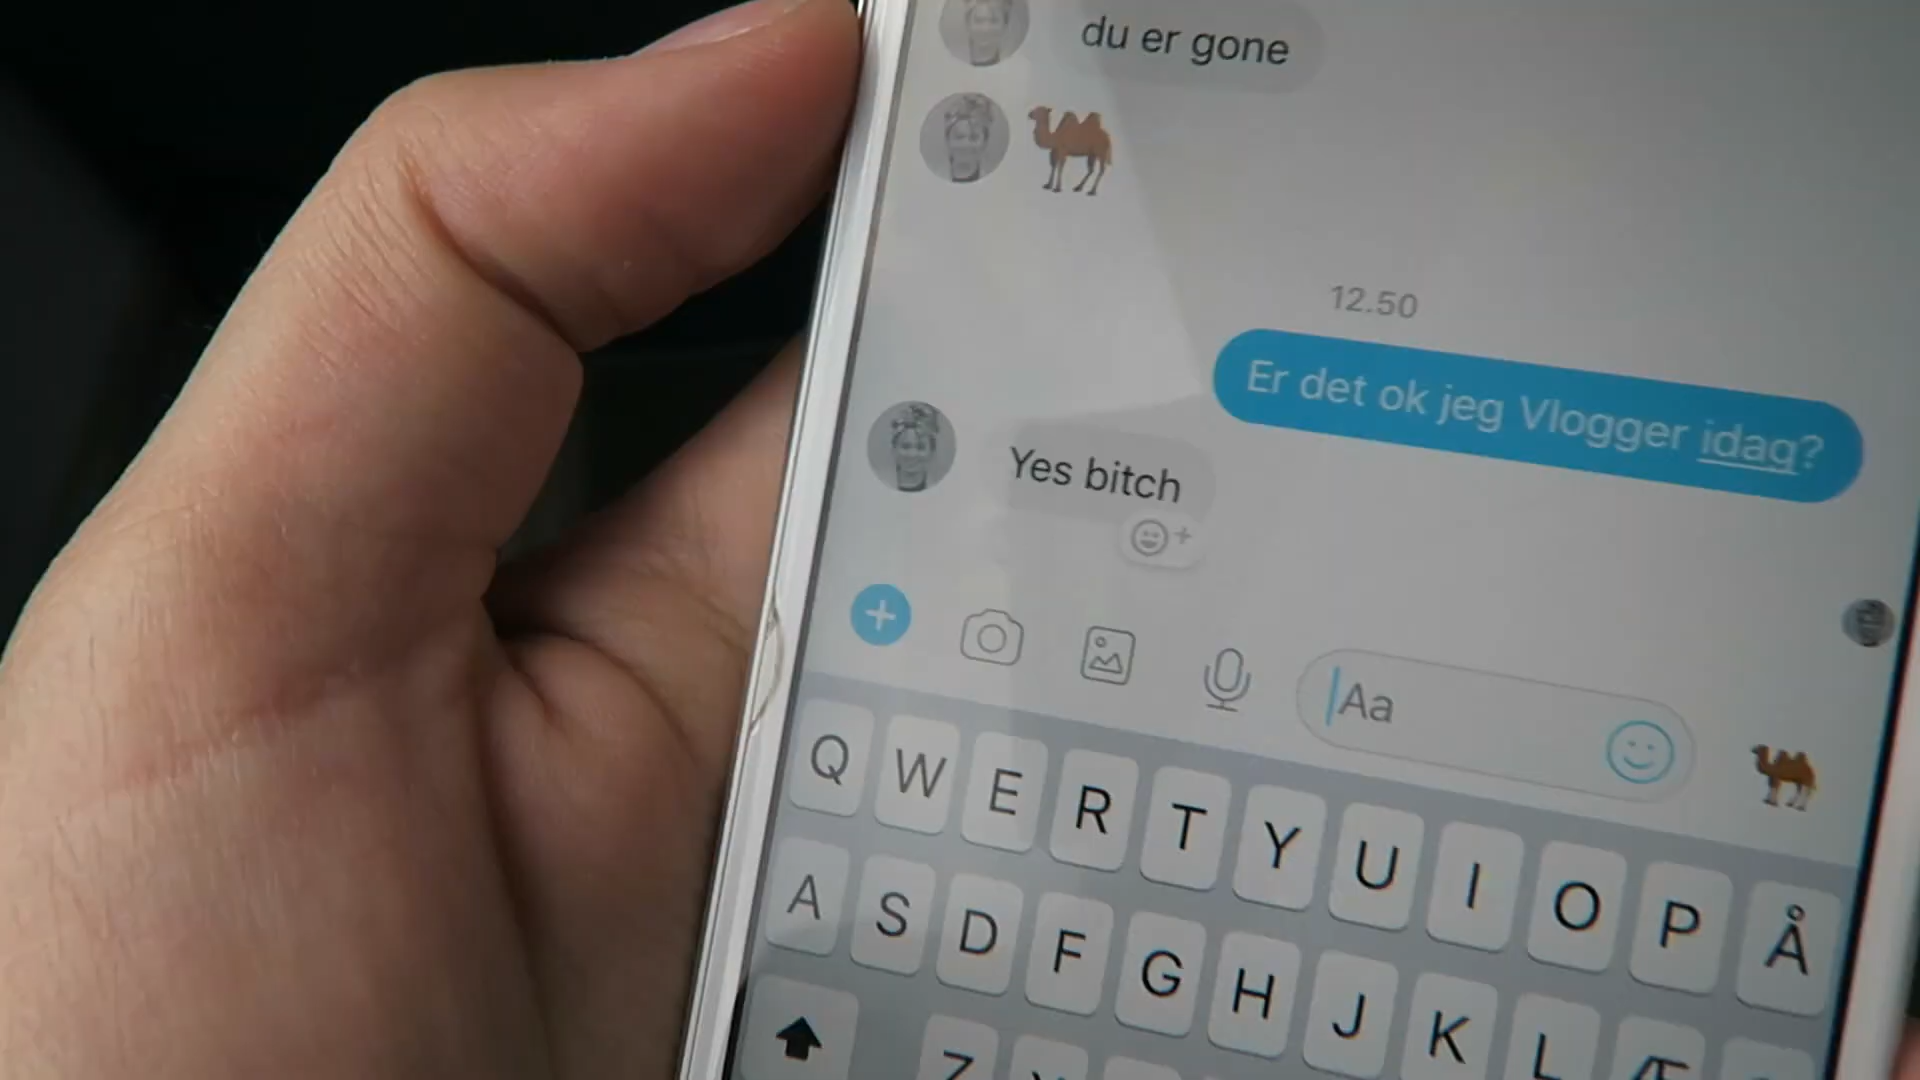 du er gone
12.50
Er det ok jeg Vlogger idag?
Yes bitch
Aa
Q W E R T Y U I O P Å
A S D F G H J K L Æ
Z